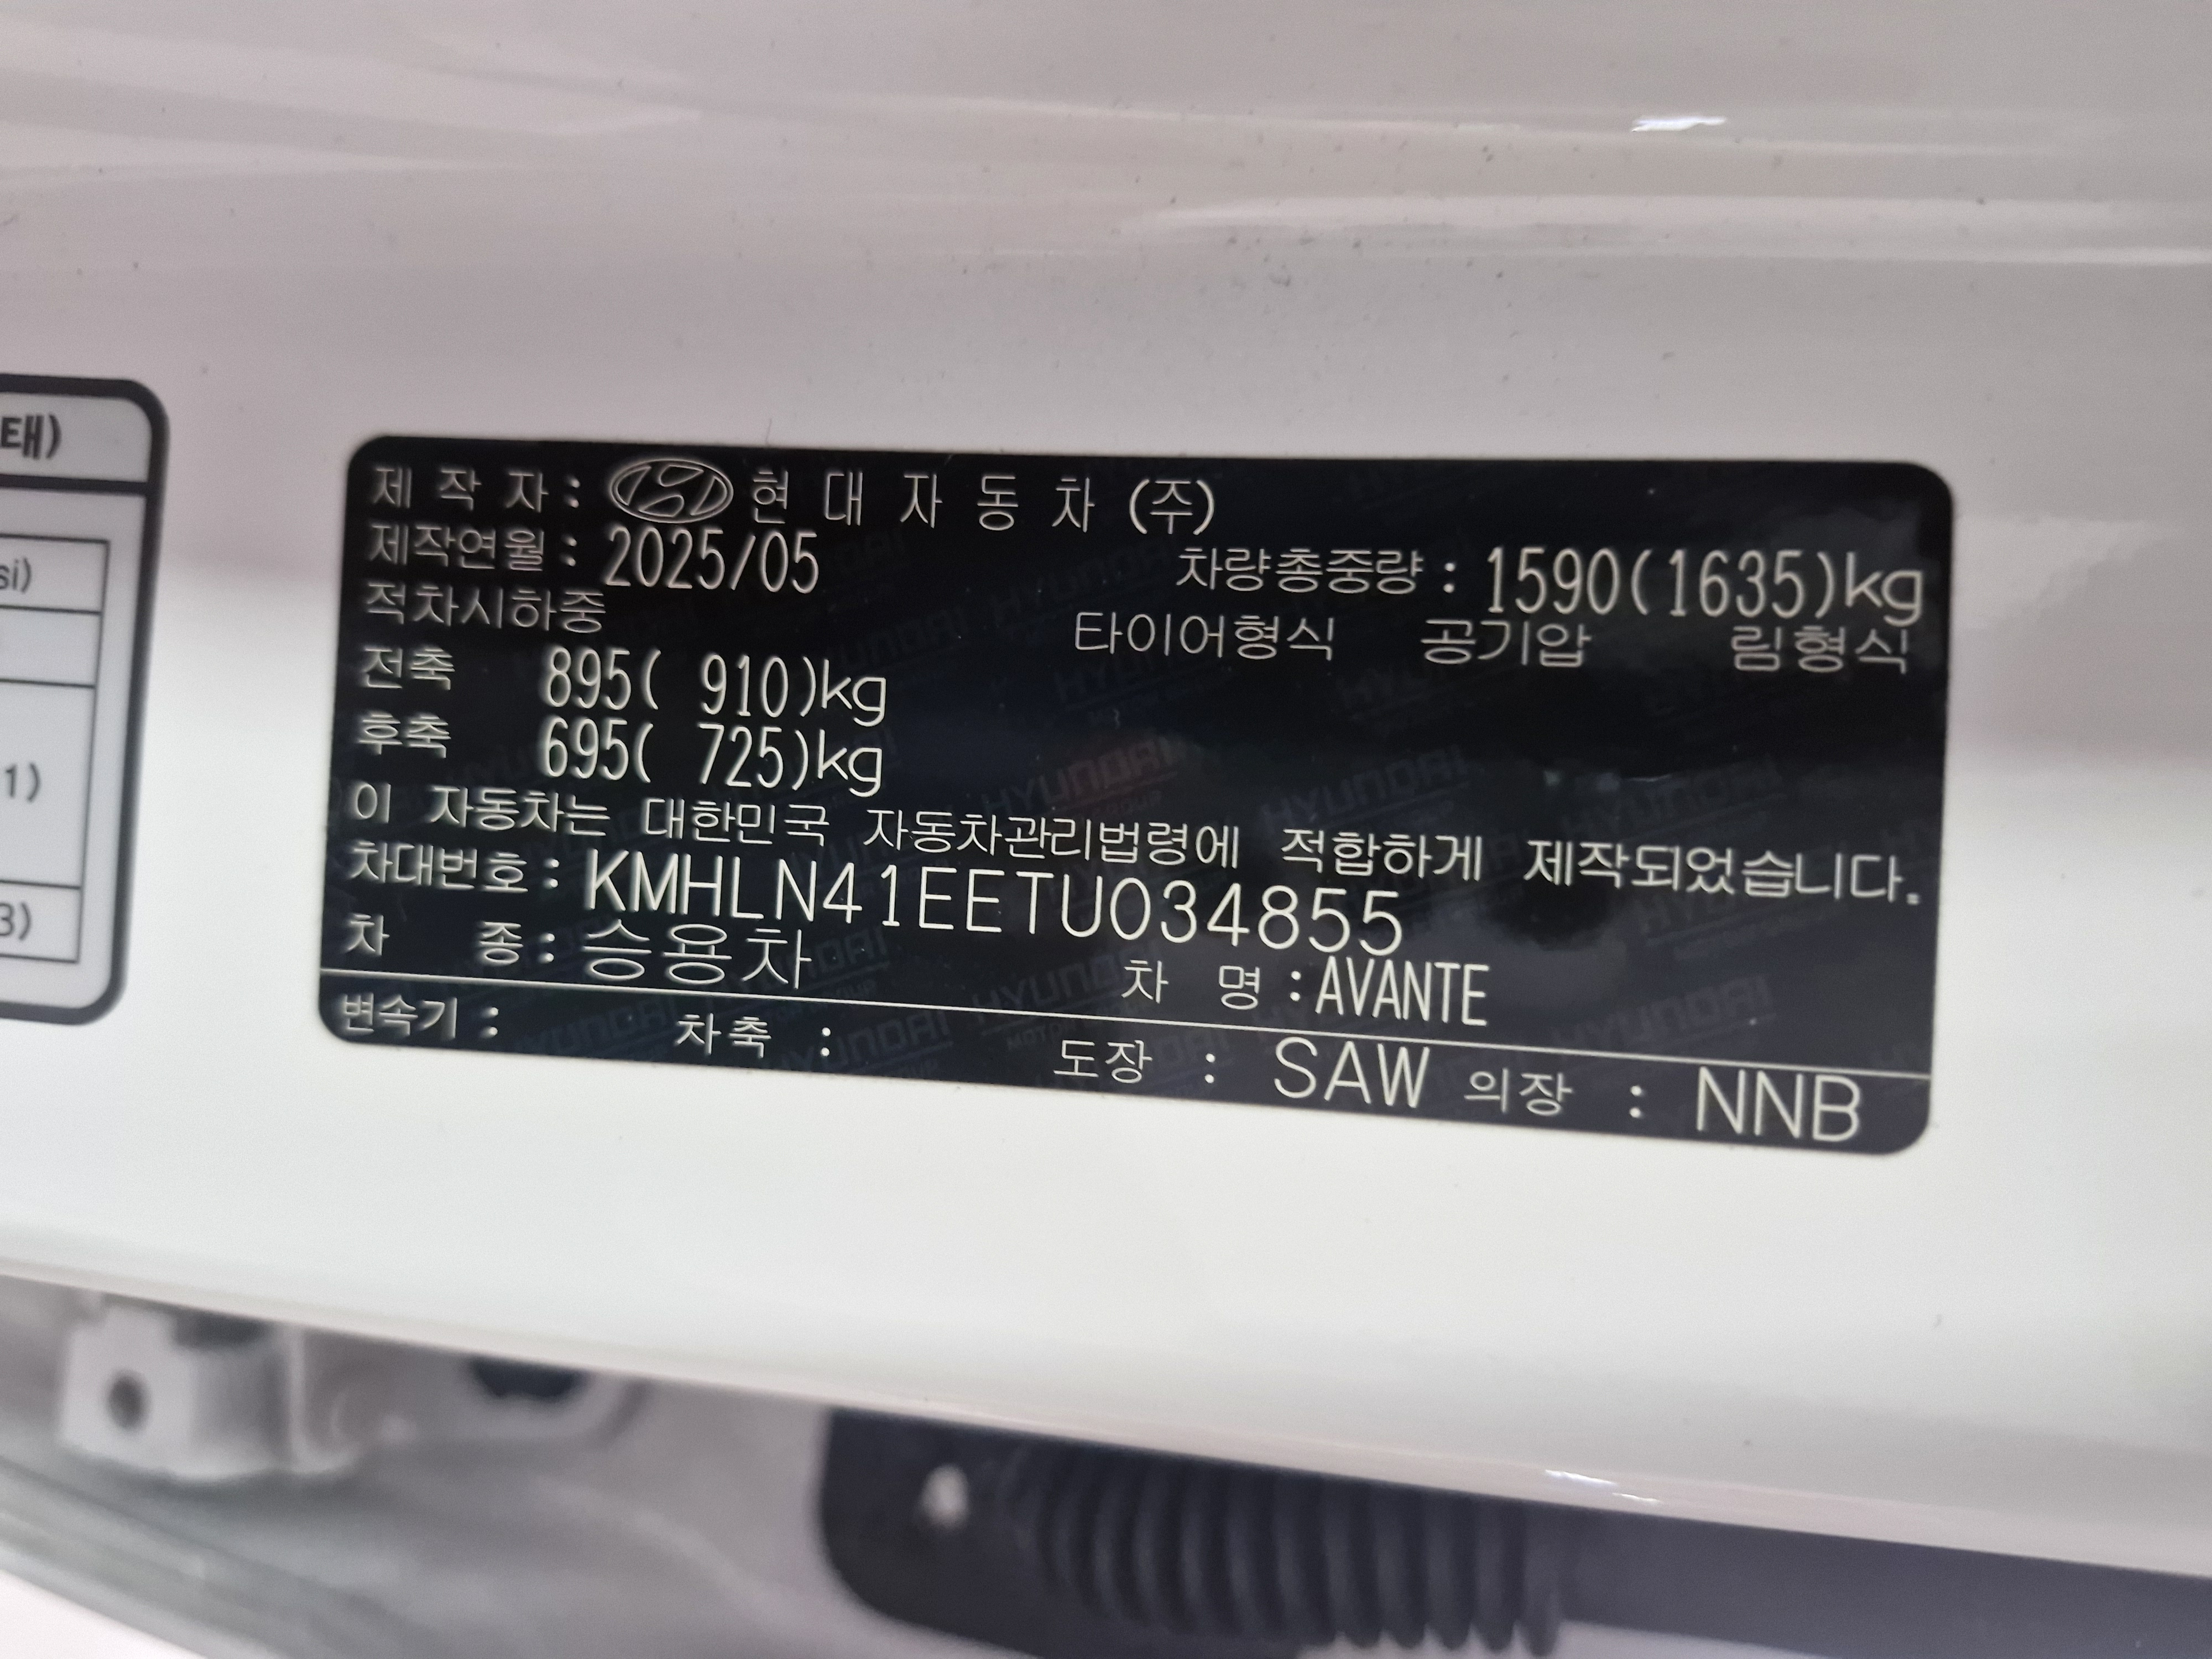 태)
si)
1)
3)
제 작 자 : 현 대 자 동 차 (주)
제작연월 : 2025/05 차량총중량 : 1590(1635)kg
적차시하중 타이어형식 공기압 림형식
전축 895( 910)kg
후축 695( 725)kg
이 자동차는 대한민국 자동차관리법령에 적합하게 제작되었습니다.
차대번호 : KMHLN41EETU034855
차 종 : 승용차 차 명 : AVANTE
변속기 : 차축 : 도장 : SAW 의장 : NNB
HYUNDAI